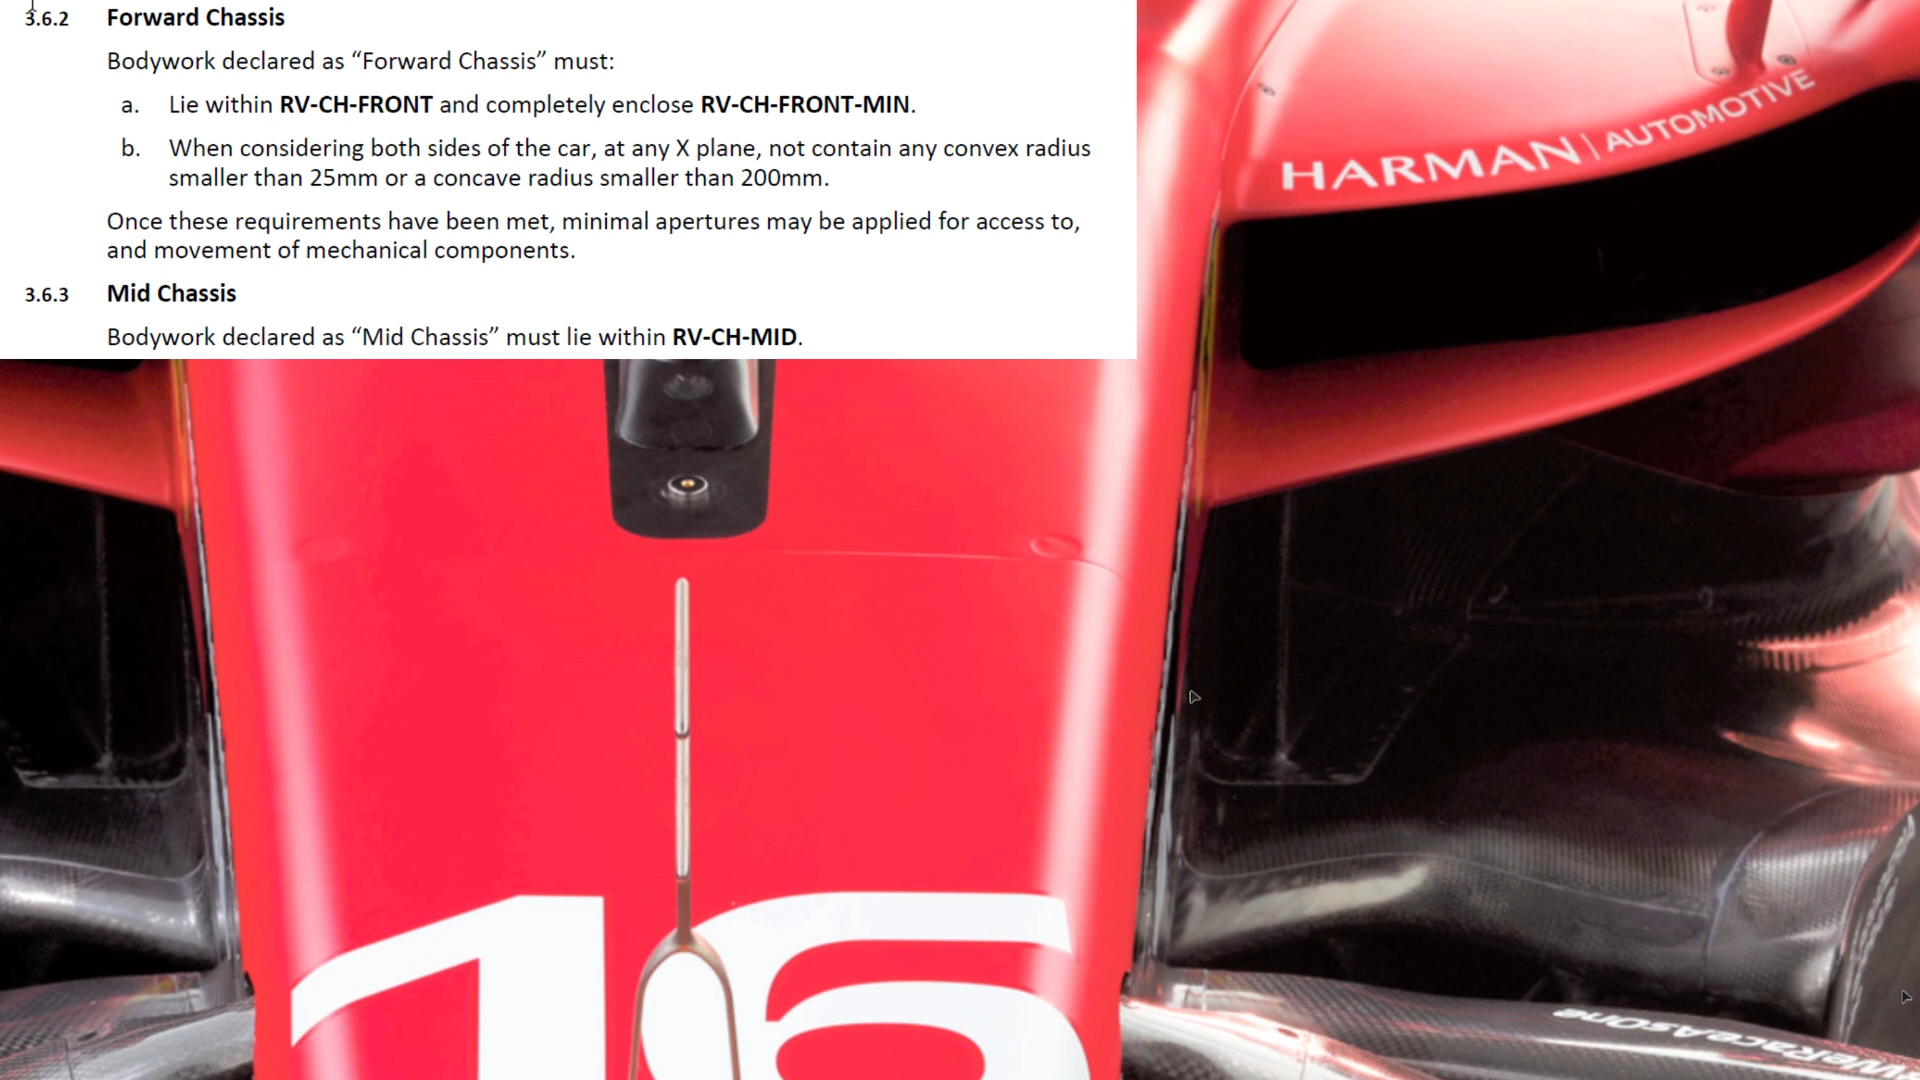 3.6.2 Forward Chassis
Bodywork declared as “Forward Chassis” must:
a. Lie within RV-CH-FRONT and completely enclose RV-CH-FRONT-MIN.
b. When considering both sides of the car, at any X plane, not contain any convex radius
smaller than 25mm or a concave radius smaller than 200mm.
Once these requirements have been met, minimal apertures may be applied for access to,
and movement of mechanical components.
3.6.3 Mid Chassis
Bodywork declared as “Mid Chassis” must lie within RV-CH-MID.
HARMAN | AUTOMOTIVE
16
#WeRaceAsOne